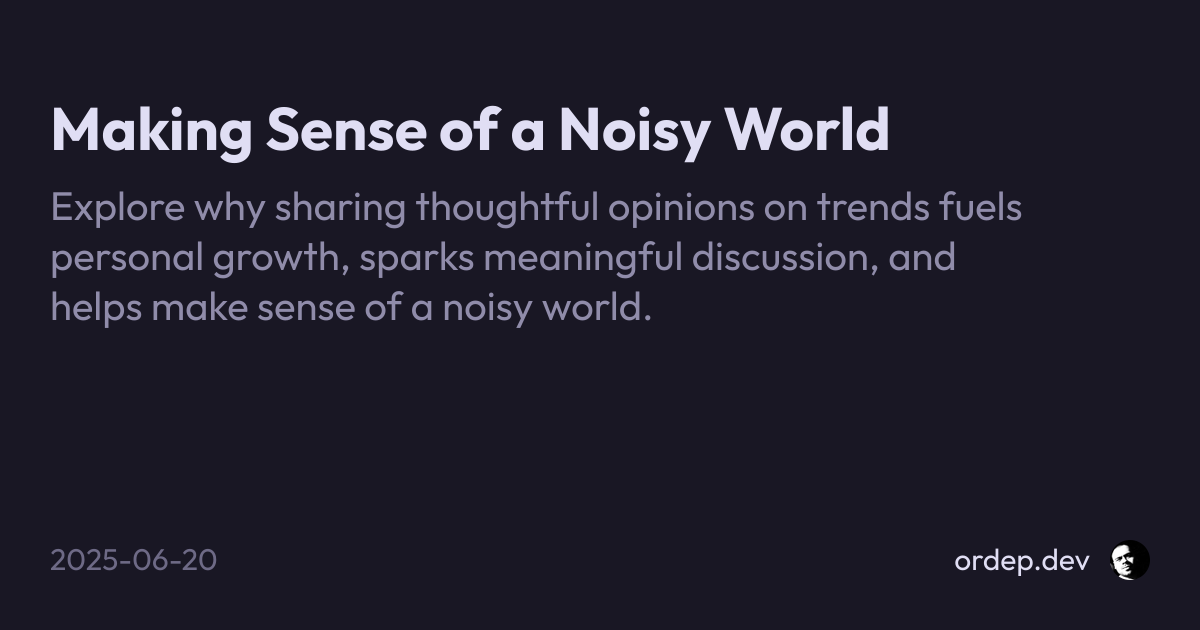 Making Sense of a Noisy World
Explore why sharing thoughtful opinions on trends fuels
personal growth, sparks meaningful discussion, and
helps make sense of a noisy world.
2025-06-20
ordep.dev